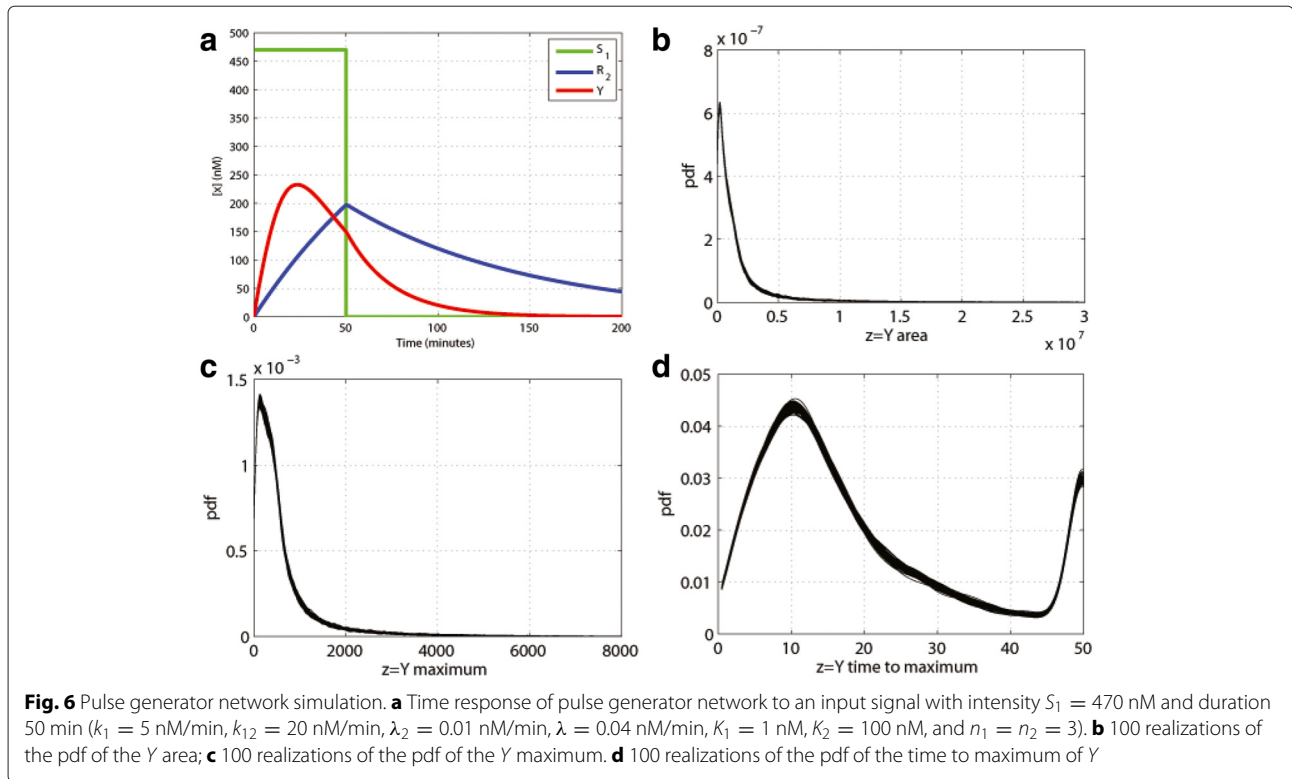 a
500
450
400
350
300
250
200
150
100
50
0
[x] (nM)
0 50 100 150 200
Time (minutes)
S1
R2
Y
b
x 10^-7
8
6
4
2
0
pdf
0 0.5 1 1.5 2 2.5 3
z=Y area
x 10^7
c
x 10^-3
1.5
1
0.5
0
pdf
0 2000 4000 6000 8000
z=Y maximum
d
0.05
0.04
0.03
0.02
0.01
0
pdf
0 10 20 30 40 50
z=Y time to maximum
Fig. 6 Pulse generator network simulation. a Time response of pulse generator network to an input signal with intensity S1 = 470 nM and duration
50 min (k1 = 5 nM/min, k12 = 20 nM/min, λ2 = 0.01 nM/min, λ = 0.04 nM/min, K1 = 1 nM, K2 = 100 nM, and n1 = n2 = 3). b 100 realizations of
the pdf of the Y area; c 100 realizations of the pdf of the Y maximum. d 100 realizations of the pdf of the time to maximum of Y